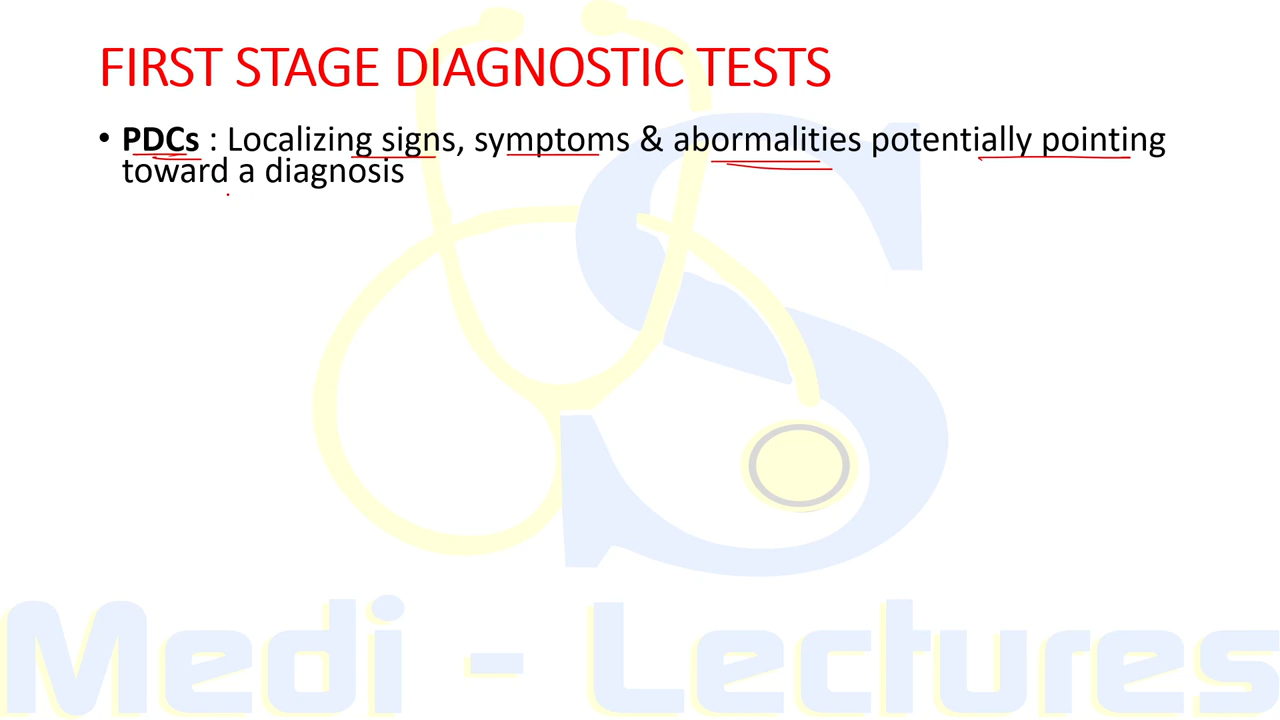 FIRST STAGE DIAGNOSTIC TESTS
• PDCs : Localizing signs, symptoms & abormalities potentially pointing
toward a diagnosis
Medi - Lectures